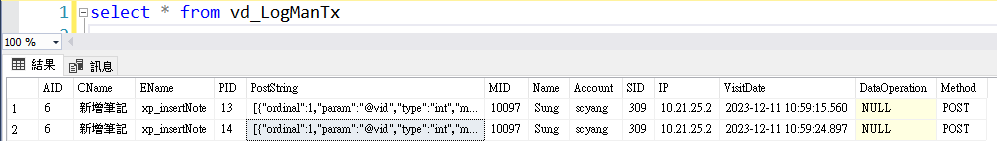 select * from vd_LogManTx
100 %
結果 訊息
AID CName EName PID PostString MID Name Account SID IP VisitDate DataOperation Method
1 6 新增筆記 xp_insertNote 13 [{"ordinal":1,"param":"@vid","type":"int","m... 10097 Sung scyang 309 10.21.25.2 2023-12-11 10:59:15.560 NULL POST
2 6 新增筆記 xp_insertNote 14 [{"ordinal":1,"param":"@vid","type":"int","m... 10097 Sung scyang 309 10.21.25.2 2023-12-11 10:59:24.897 NULL POST